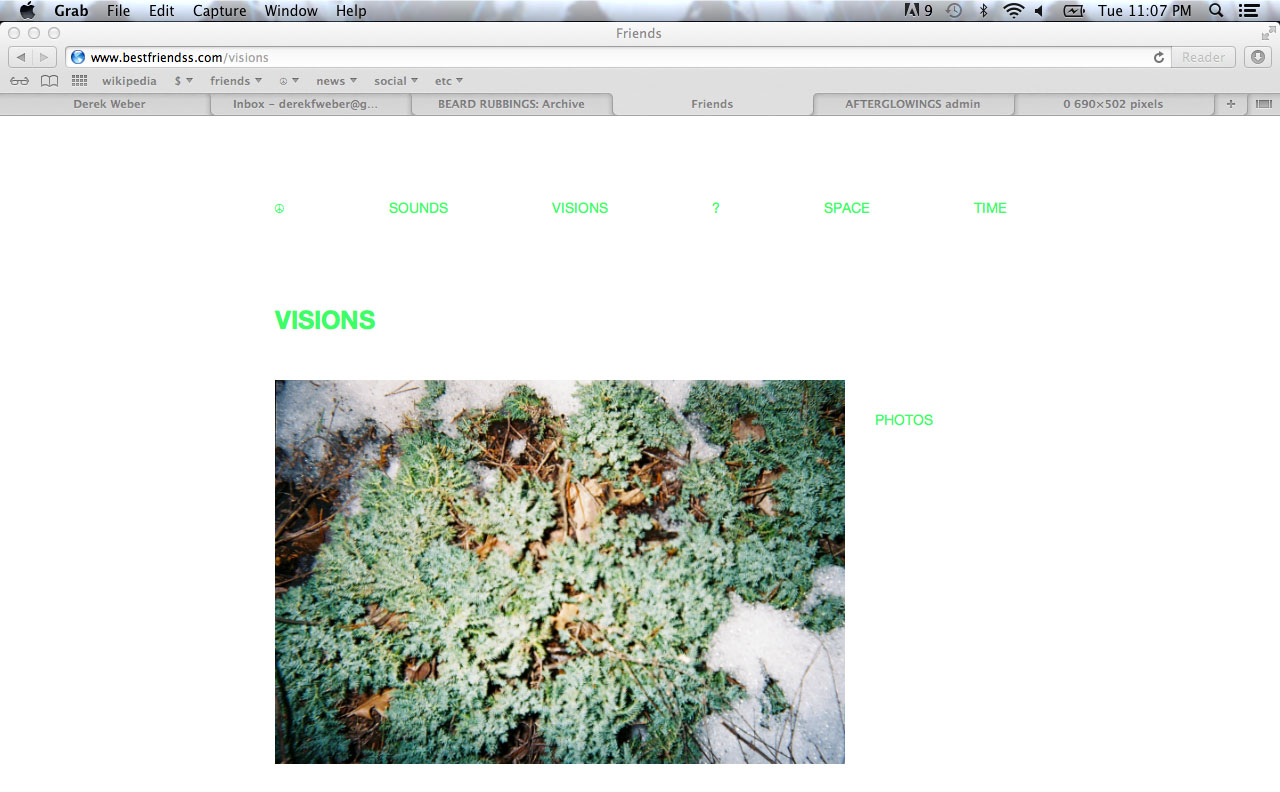 Grab File Edit Capture Window Help 9 Tue 11:07 PM
Friends
www.bestfriendss.com/visions Reader
wikipedia $ friends ☮ news social etc
Derek Weber Inbox – derekfweber@g... BEARD RUBBINGS: Archive Friends AFTERGLOWINGS admin 0 690×502 pixels +
☮ SOUNDS VISIONS ? SPACE TIME
VISIONS
PHOTOS